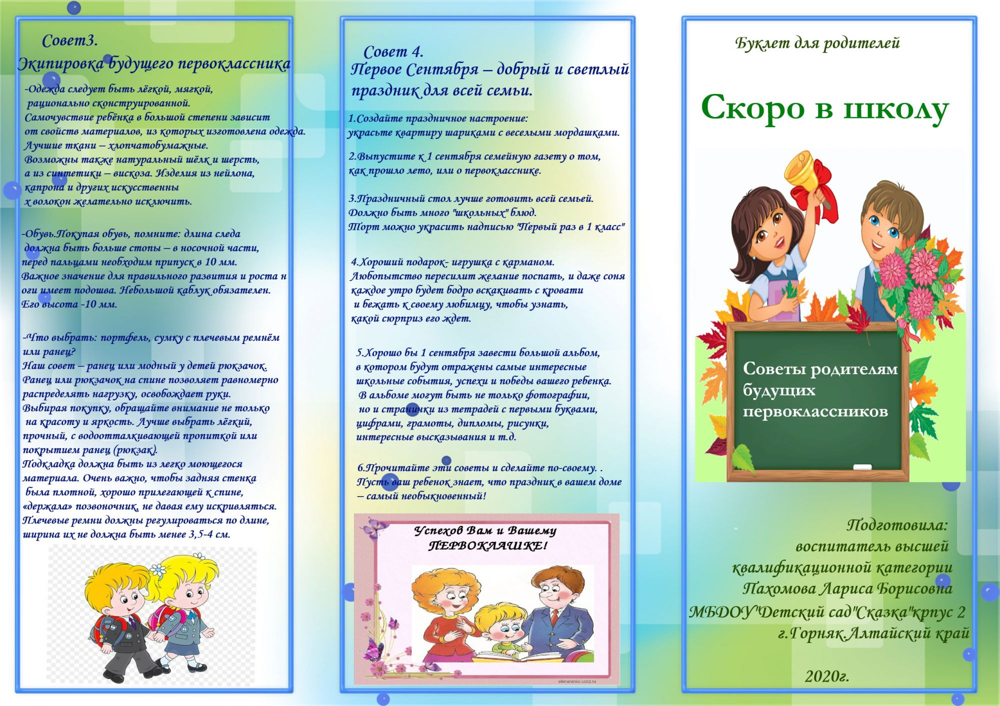 Совет3.
Экипировка будущего первоклассника
-Одежда следует быть лёгкой, мягкой,
рационально сконструированной.
Самочувствие ребёнка в большой степени зависит
от свойств материалов, из которых изготовлена одежда.
Лучшие ткани – хлопчатобумажные.
Возможны также натуральный шёлк и шерсть,
а из синтетики – вискоза. Изделия из нейлона,
капрона и других искусственны
х волокон желательно исключить.
-Обувь.Покупая обувь, помните: длина следа
должна быть больше стопы – в носочной части,
перед пальцами необходим припуск в 10 мм.
Важное значение для правильного развития и роста н
оги имеет подошва. Небольшой каблук обязателен.
Его высота -10 мм.
-Что выбрать: портфель, сумку с плечевым ремнём
или ранец?
Наш совет – ранец или модный у детей рюкзачок.
Ранец или рюкзачок на спине позволяет равномерно
распределять нагрузку, освобождает руки.
Выбирая покупку, обращайте внимание не только
на красоту и яркость. Лучше выбрать лёгкий,
прочный, с водоотталкивающей пропиткой или
покрытием ранец (рюкзак).
Подкладка должна быть из легко моющегося
материала. Очень важно, чтобы задняя стенка
была плотной, хорошо прилегающей к спине,
«держала» позвоночник, не давая ему искривляться.
Плечевые ремни должны регулироваться по длине,
ширина их не должна быть менее 3,5-4 см.
Совет 4.
Первое Сентября – добрый и светлый
праздник для всей семьи.
1.Создайте праздничное настроение:
украсьте квартиру шариками с веселыми мордашками.
2.Выпустите к 1 сентября семейную газету о том,
как прошло лето, или о первокласснике.
3.Праздничный стол лучше готовить всей семьей.
Должно быть много "школьных" блюд.
Торт можно украсить надписью "Первый раз в 1 класс"
4.Хороший подарок- игрушка с карманом.
Любопытство пересилит желание поспать, и даже соня
каждое утро будет бодро вскакивать с кровати
и бежать к своему любимцу, чтобы узнать,
какой сюрприз его ждет.
5.Хорошо бы 1 сентября завести большой альбом,
в котором будут отражены самые интересные
школьные события, успехи и победы вашего ребенка.
В альбоме могут быть не только фотографии,
но и странички из тетрадей с первыми буквами,
цифрами, грамоты, дипломы, рисунки,
интересные высказывания и т.д.
6.Прочитайте эти советы и сделайте по-своему. .
Пусть ваш ребенок знает, что праздник в вашем доме
– самый необыкновенный!
Успехов Вам и Вашему
ПЕРВОКЛАШКЕ!
elenaranko.ucoz.ru
Буклет для родителей
Скоро в школу
Советы родителям
будущих
первоклассников
Подготовила:
воспитатель высшей
квалификационной категории
Пахомова Лариса Борисовна
МБДОУ"Детский сад"Сказка"крпус 2
г.Горняк.Алтайский край
2020г.